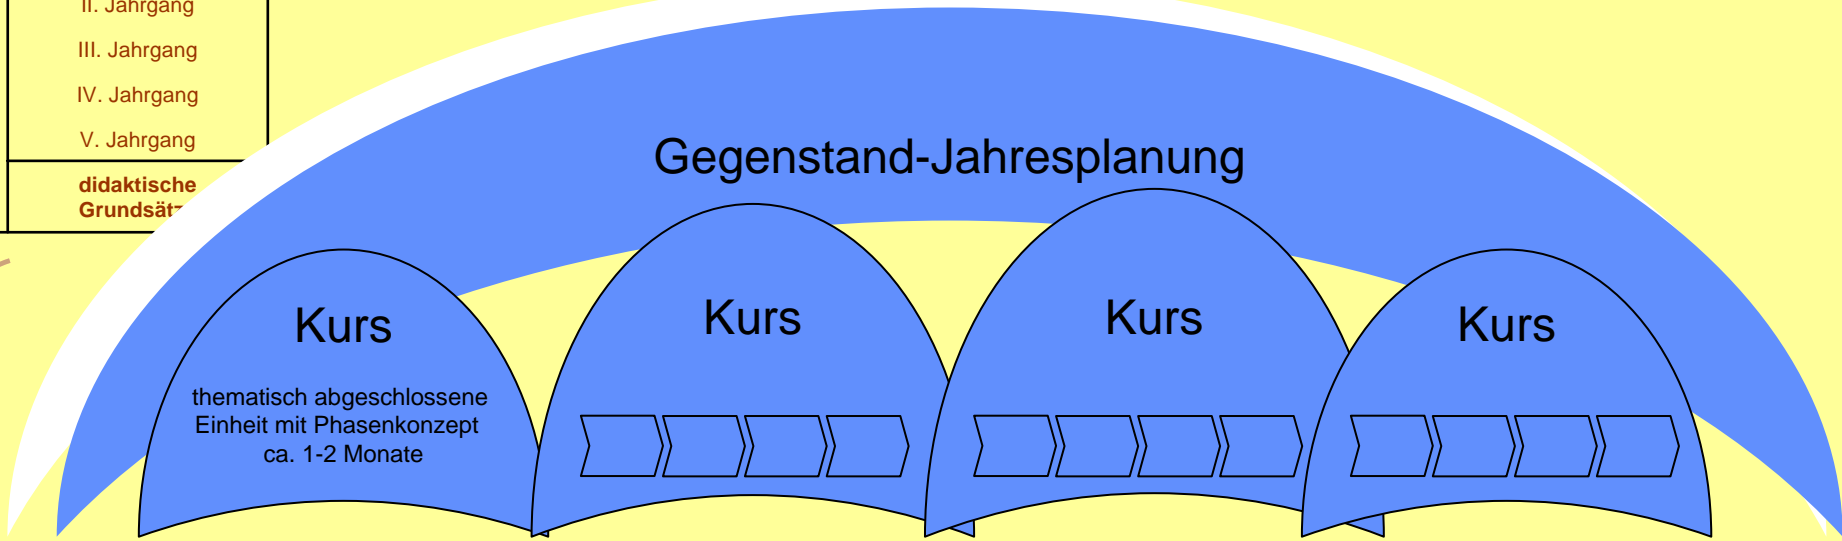 II. Jahrgang
III. Jahrgang
IV. Jahrgang
V. Jahrgang
didaktische
Gegenstand-Jahresplanung
Kurs
thematisch abgeschlossene
Einheit mit Phasenkonzept
ca. 1-2 Monate
Kurs
Kurs
Kurs